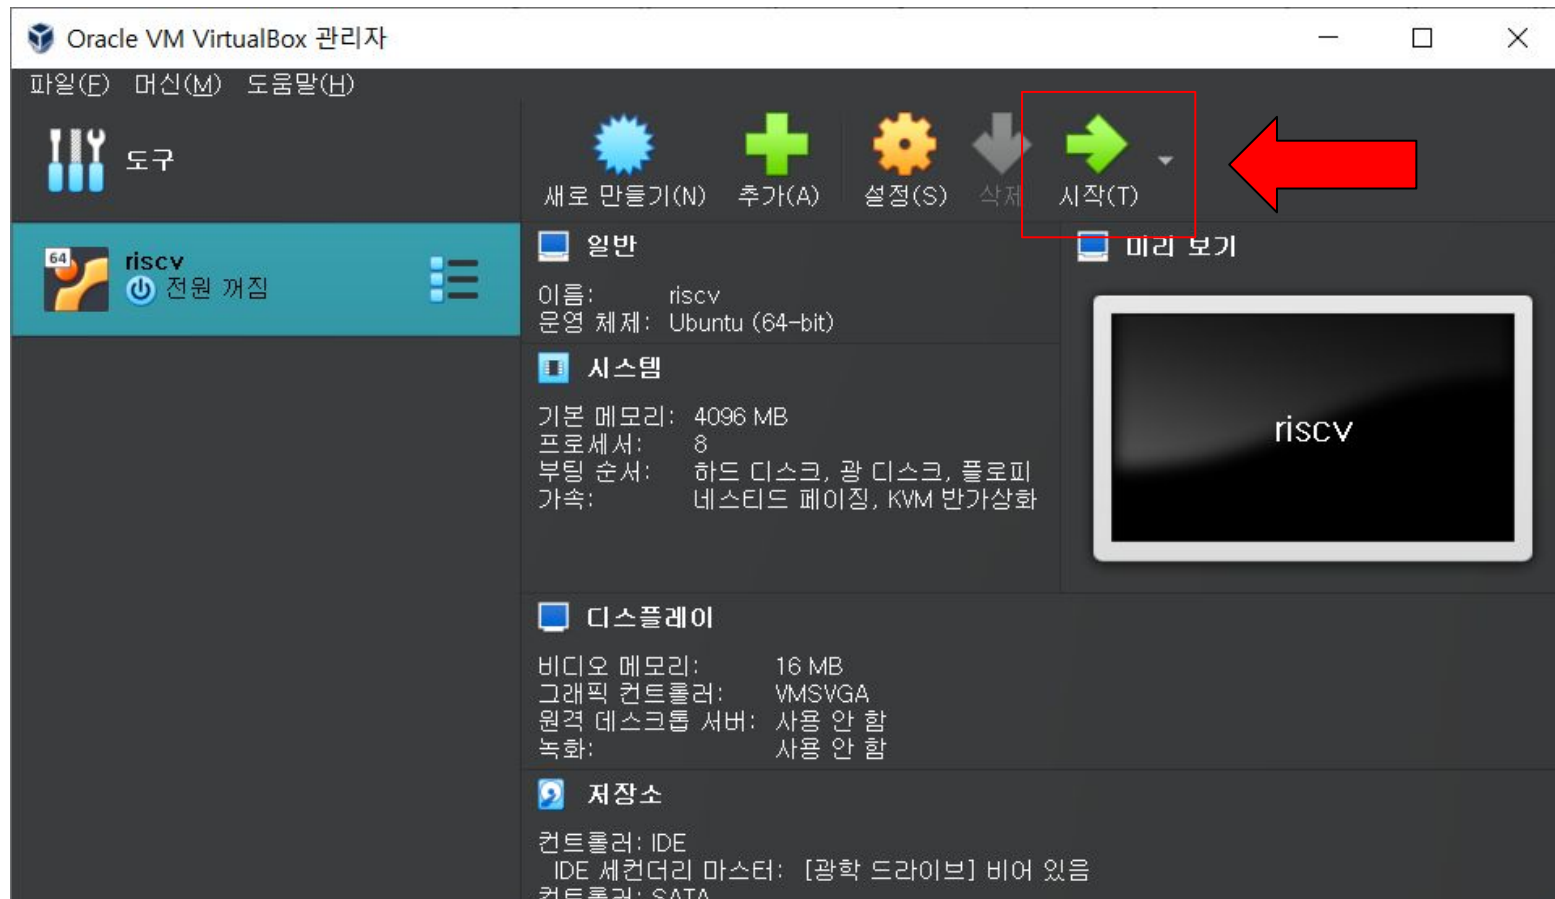 Oracle VM VirtualBox 관리자
파일(F) 머신(M) 도움말(H)
도구
새로 만들기(N) 추가(A) 설정(S) 삭제 시작(T)
64
riscv
전원 꺼짐
일반
이름: riscv
운영 체제: Ubuntu (64-bit)
미리 보기
riscv
시스템
기본 메모리: 4096 MB
프로세서: 8
부팅 순서: 하드 디스크, 광 디스크, 플로피
가속: 네스티드 페이징, KVM 반가상화
디스플레이
비디오 메모리: 16 MB
그래픽 컨트롤러: VMSVGA
원격 데스크톱 서버: 사용 안 함
녹화: 사용 안 함
저장소
컨트롤러: IDE
IDE 세컨더리 마스터: [광학 드라이브] 비어 있음
컨트롤러: SATA